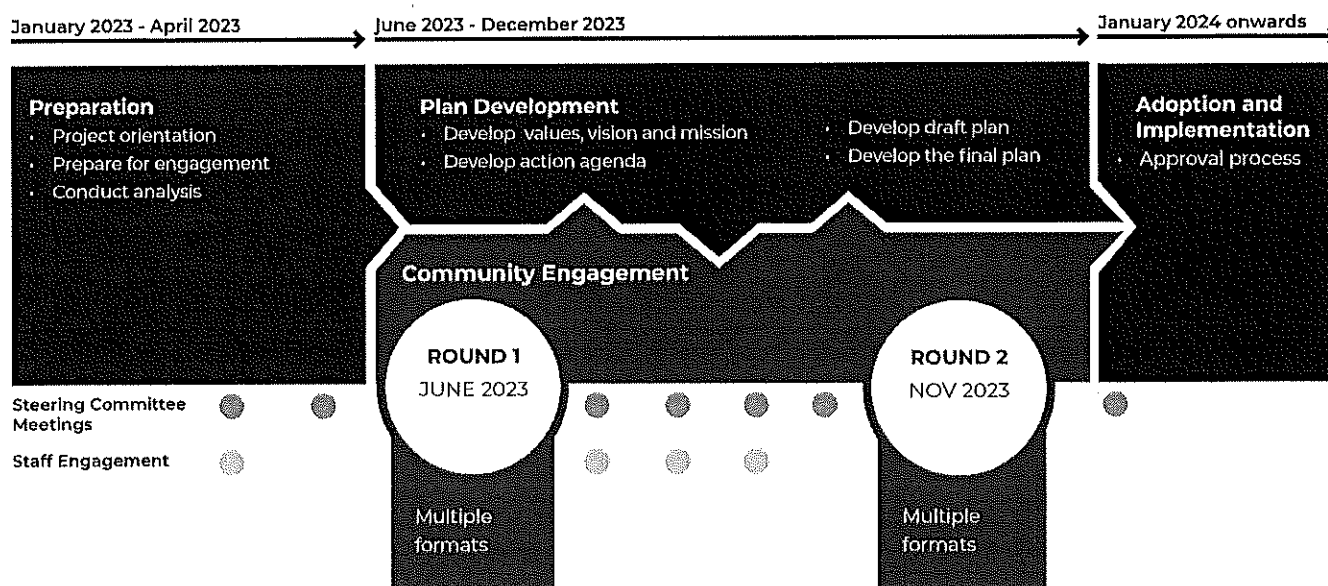 January 2023 - April 2023
June 2023 - December 2023
January 2024 onwards
Preparation
• Project orientation
• Prepare for engagement
• Conduct analysis
Plan Development
• Develop values, vision and mission
• Develop action agenda
• Develop draft plan
• Develop the final plan
Adoption and
Implementation
• Approval process
Community Engagement
ROUND 1
JUNE 2023
ROUND 2
NOV 2023
Steering Committee
Meetings
Staff Engagement
Multiple
formats
Multiple
formats